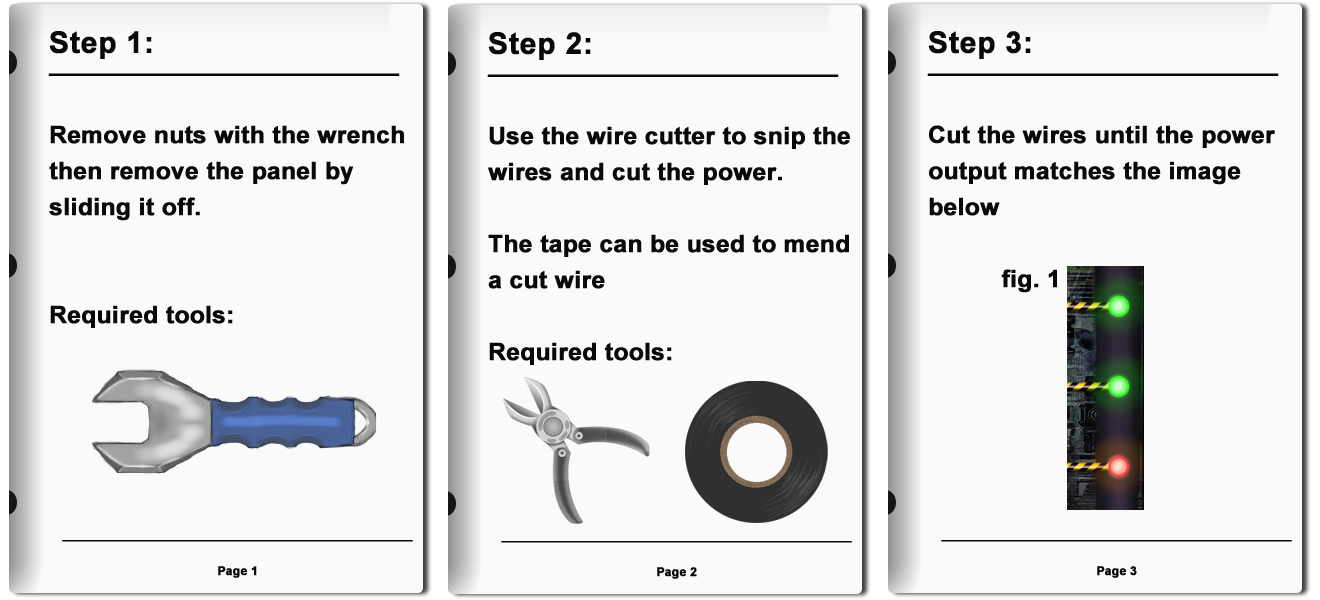 Step 1:
Remove nuts with the wrench
then remove the panel by
sliding it off.
Required tools:
Page 1
Step 2:
Use the wire cutter to snip the
wires and cut the power.
The tape can be used to mend
a cut wire
Required tools:
Page 2
Step 3:
Cut the wires until the power
output matches the image
below
fig. 1
Page 3